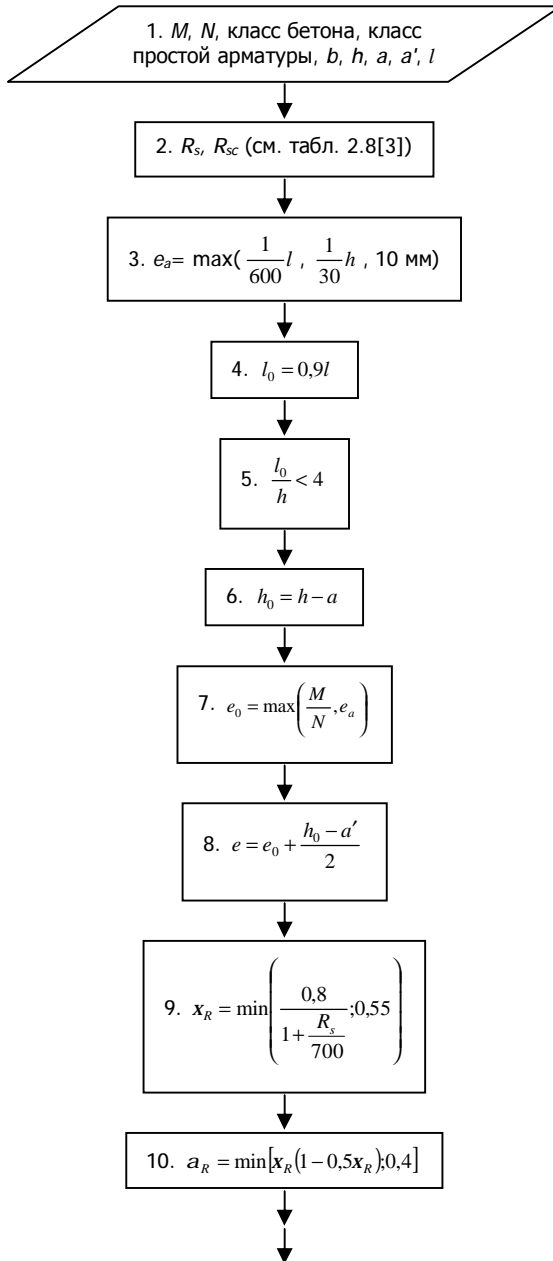 1. M, N, класс бетона, класс
простой арматуры, b, h, a, a', l
2. Rs, Rsc (см. табл. 2.8[3])
3. ea= max( 1/600 l , 1/30 h , 10 мм)
4. l0 = 0,9l
5. l0/h < 4
6. h0 = h − a
7. e0 = max(M/N, ea)
8. e = e0 + (h0 − a′)/2
9. xR = min(0,8/(1 + Rs/700);0,55)
10. aR = min[xR(1 − 0,5xR);0,4]